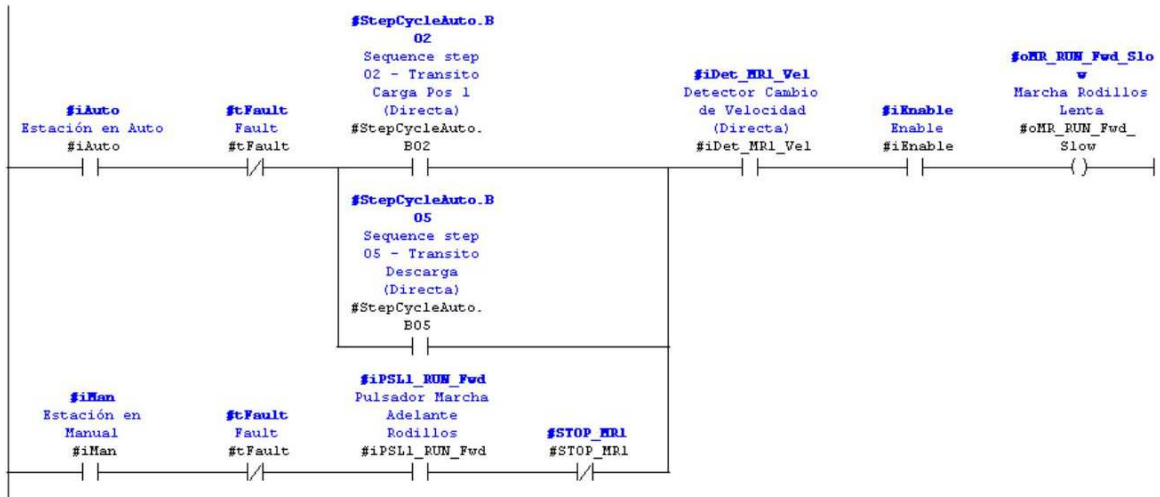 #StepCycleAuto.B
02
Sequence step
02 - Transito
Carga Pos 1
(Directa)
#StepCycleAuto.
B02
#iAuto
Estación en Auto
#iAuto
#tFault
Fault
#tFault
#iDet_MR1_Vel
Detector Cambio
de Velocidad
(Directa)
#iDet_MR1_Vel
#iEnable
Enable
#iEnable
#oMR_RUN_Fwd_Slo
w
Marcha Rodillos
Lenta
#oMR_RUN_Fwd_
Slow
#StepCycleAuto.B
05
Sequence step
05 - Transito
Descarga
(Directa)
#StepCycleAuto.
B05
#iMan
Estación en
Manual
#iMan
#tFault
Fault
#tFault
#iPSL1_RUN_Fwd
Pulsador Marcha
Adelante
Rodillos
#iPSL1_RUN_Fwd
#STOP_MR1
#STOP_MR1